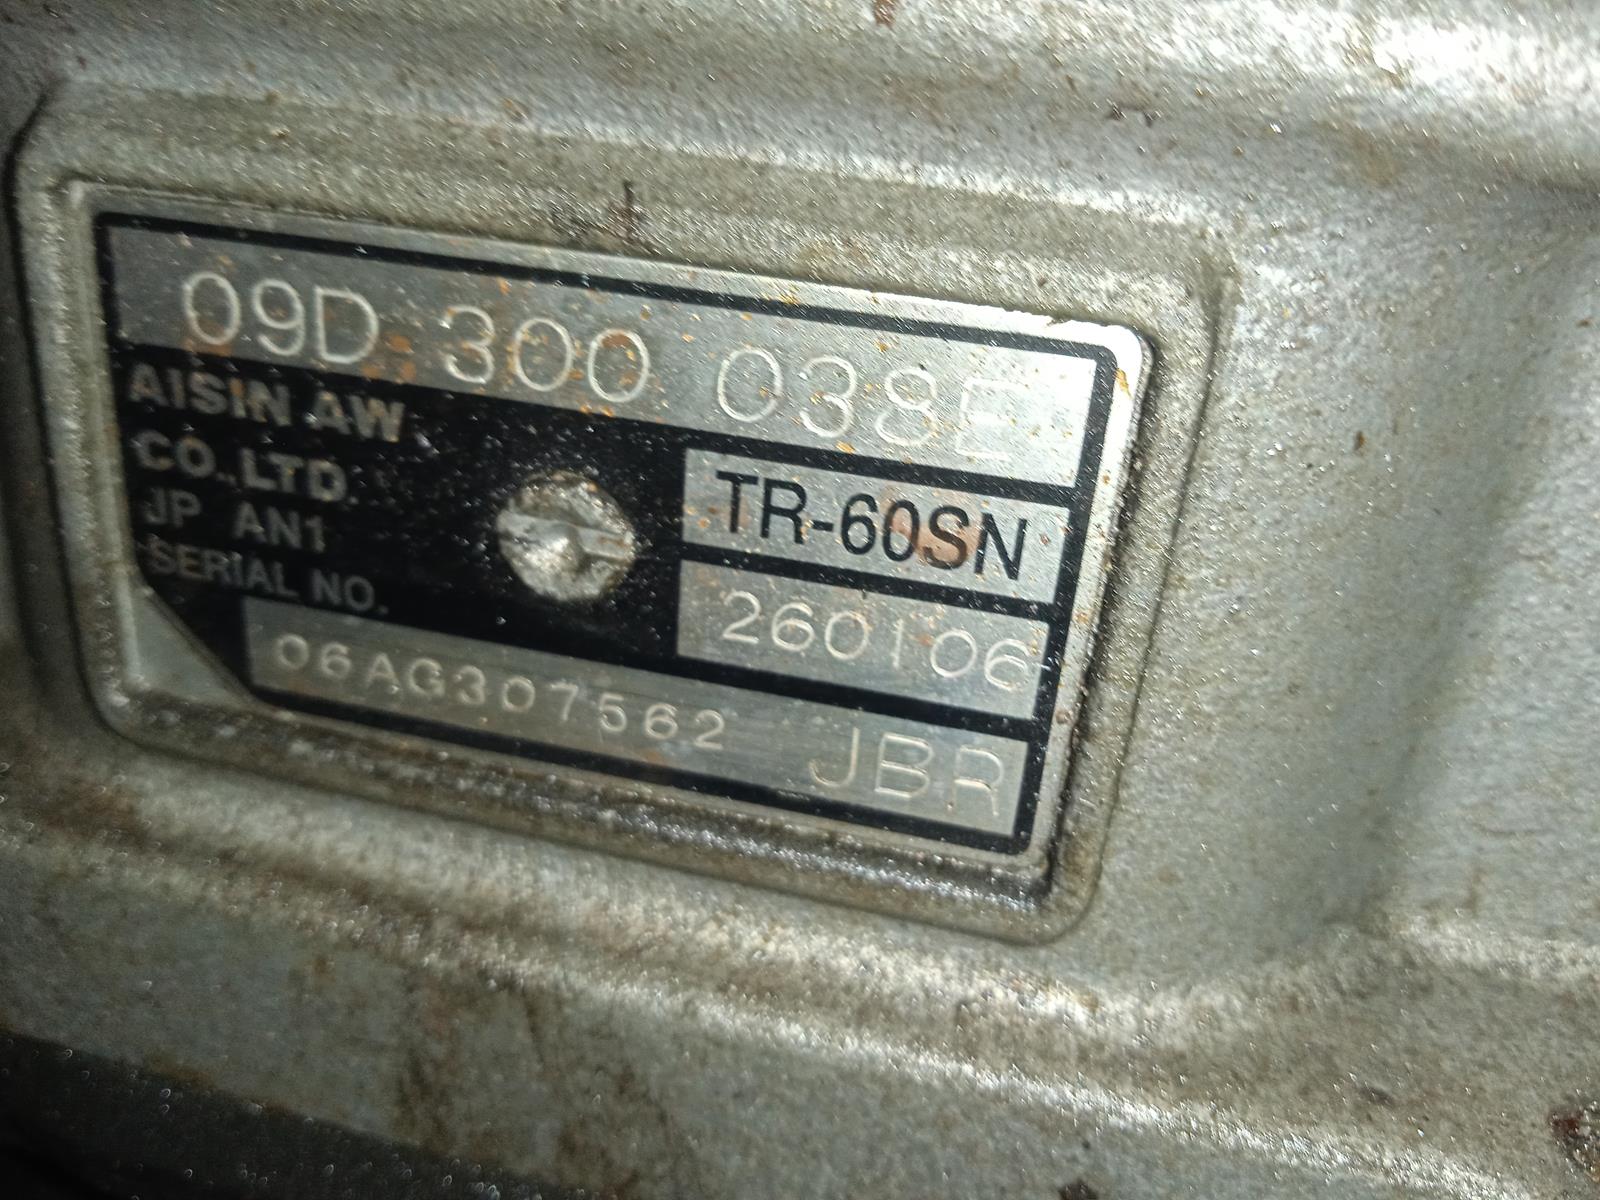 09D 300 038E
AISIN AW
CO.,LTD.
JP AN1
SERIAL NO.
TR-60SN
260106
06AG307562 JBR